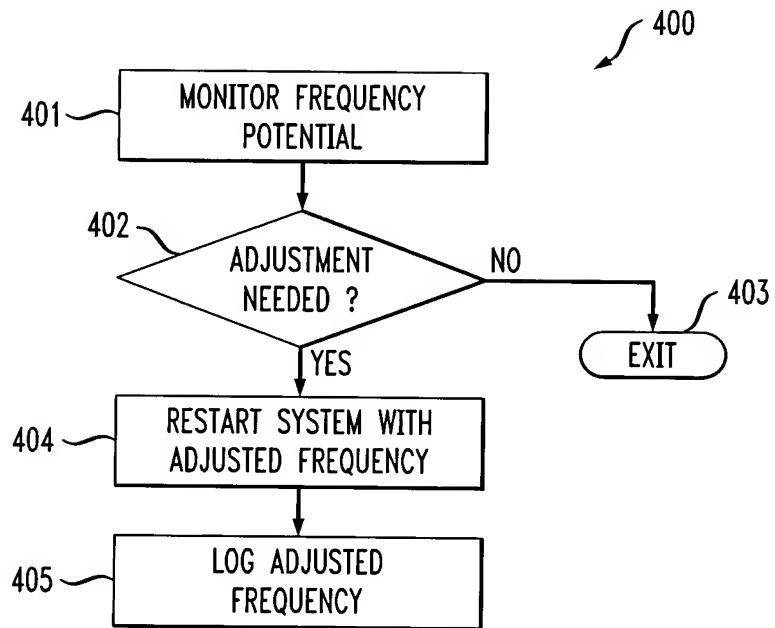 400
401
MONITOR FREQUENCY
POTENTIAL
402
ADJUSTMENT
NEEDED ?
NO
403
EXIT
YES
404
RESTART SYSTEM WITH
ADJUSTED FREQUENCY
405
LOG ADJUSTED
FREQUENCY